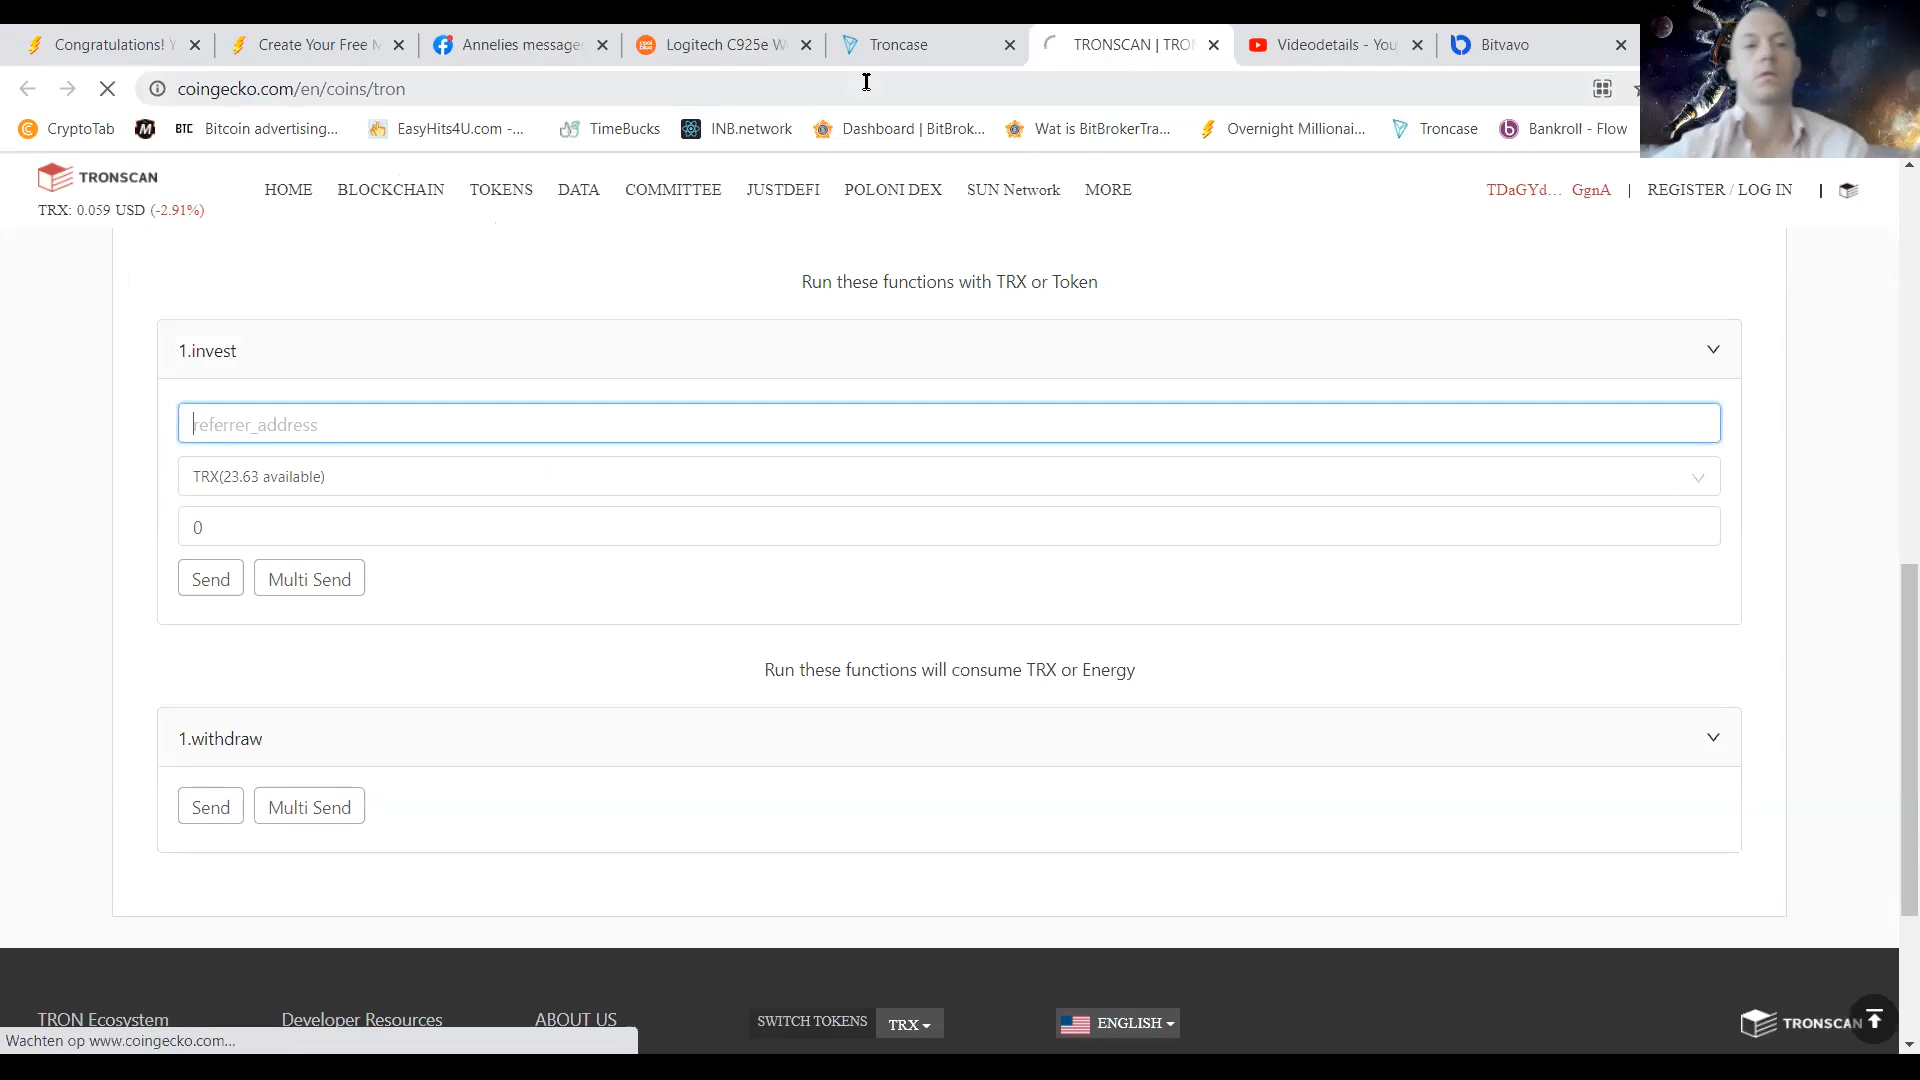 Congratulations! Y
Create Your Free M
Annelies message
Logitech C925e W
Troncase
TRONSCAN | TRO
Videodetails - You
Bitvavo
coingecko.com/en/coins/tron
CryptoTab
BTC Bitcoin advertising...
EasyHits4U.com -...
TimeBucks
INB.network
Dashboard | BitBrok...
Wat is BitBrokerTra...
Overnight Millionai...
Troncase
Bankroll - Flow
TRONSCAN
TRX: 0.059 USD (-2.91%)
HOME BLOCKCHAIN TOKENS DATA COMMITTEE JUSTDEFI POLONI DEX SUN Network MORE
TDaGYd... GgnA | REGISTER / LOG IN |
Run these functions with TRX or Token
1.invest
referrer_address
TRX(23.63 available)
0
Send Multi Send
Run these functions will consume TRX or Energy
1.withdraw
Send Multi Send
TRON Ecosystem
Developer Resources
ABOUT US
SWITCH TOKENS TRX
ENGLISH
TRONSCAN
Wachten op www.coingecko.com...